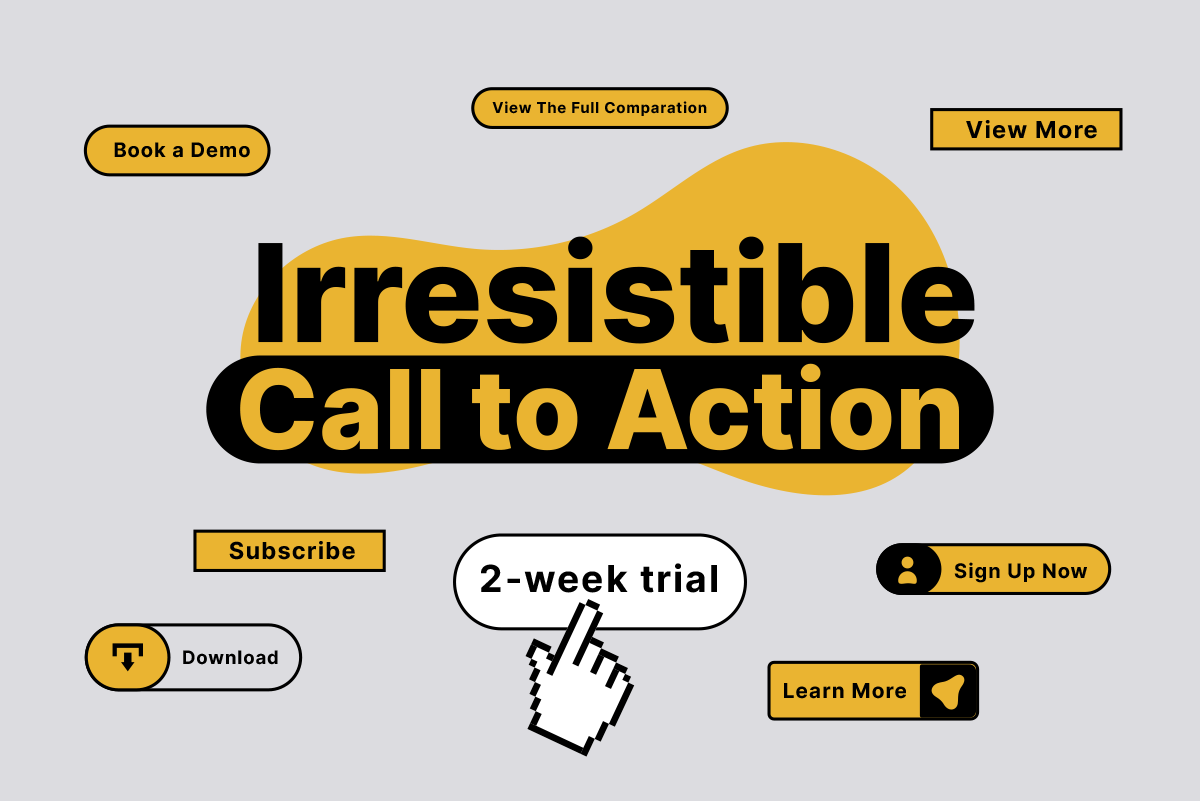 View The Full Comparation
View More
Book a Demo
Irresistible
Call to Action
Subscribe
2-week trial
Sign Up Now
Download
Learn More